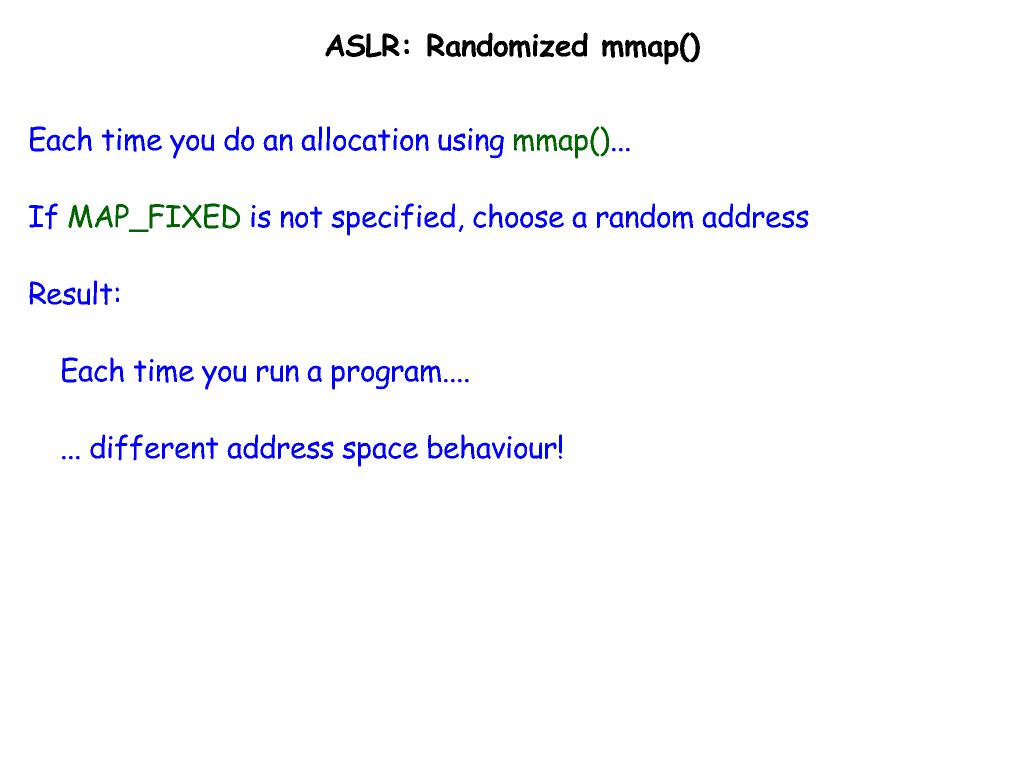 ASLR: Randomized mmap()
Each time you do an allocation using mmap()...
If MAP_FIXED is not specified, choose a random address
Result:
Each time you run a program....
... different address space behaviour!